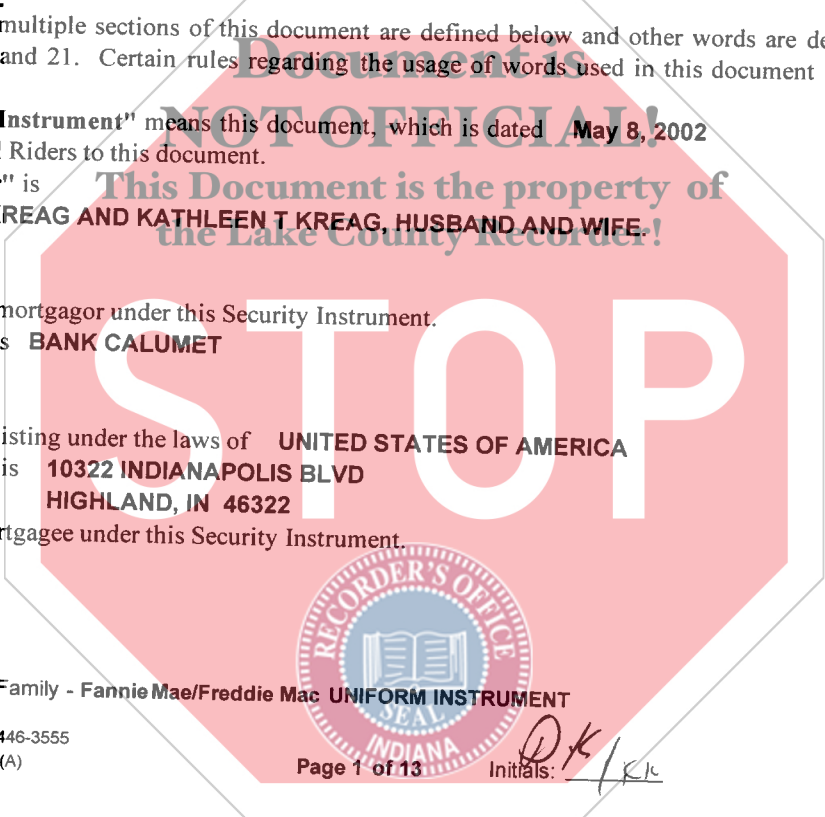 multiple sections of this document are defined below and other words are de
and 21. Certain rules regarding the usage of words used in this document
Document is
Instrument" means this document, which is dated May 8, 2002
NOT OFFICIAL!
Riders to this document.
" is
This Document is the property of
REAG AND KATHLEEN T KREAG, HUSBAND AND WIFE.
the Lake County Recorder!
mortgagor under this Security Instrument.
s BANK CALUMET
STOP
isting under the laws of UNITED STATES OF AMERICA
is 10322 INDIANAPOLIS BLVD
HIGHLAND, IN 46322
rtgagee under this Security Instrument.
RECORDER'S OFFICE
SEAL
INDIANA
Family - Fannie Mae/Freddie Mac UNIFORM INSTRUMENT
446-3555
(A)
Page 1 of 13 Initials: DK / KK